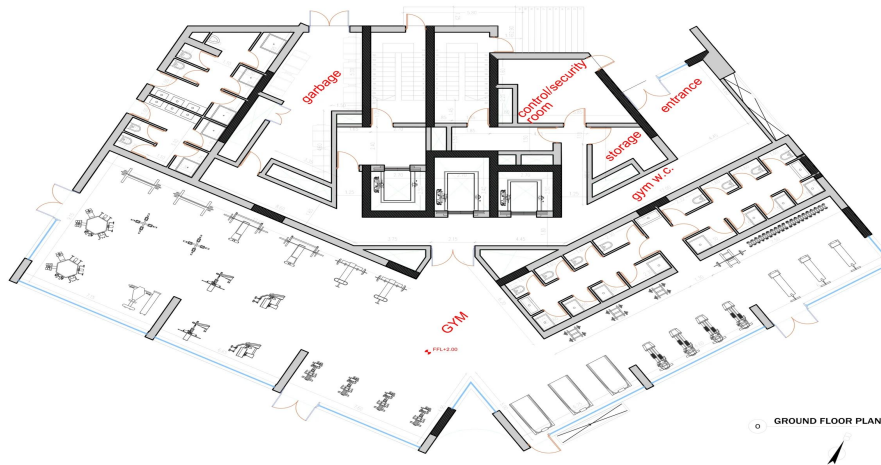 garbage
control/security
room
entrance
storage
gym w.c.
GYM
FFL+2.00
GROUND FLOOR PLAN